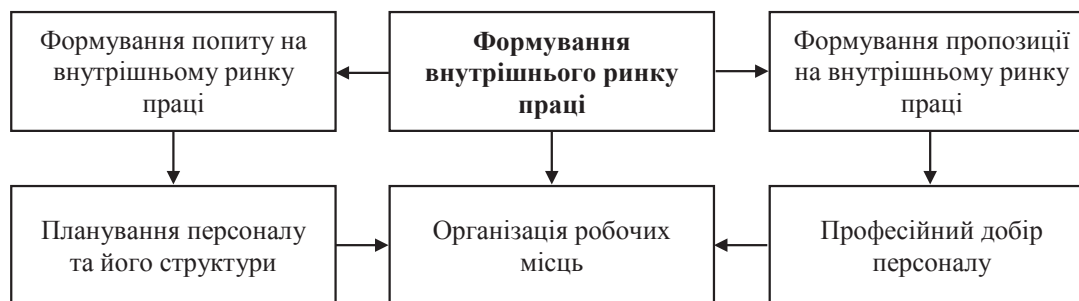 Формування попиту на
внутрішньому ринку
праці
Формування
внутрішнього ринку
праці
Формування пропозиції
на внутрішньому ринку
праці
Планування персоналу
та його структури
Організація робочих
місць
Професійний добір
персоналу